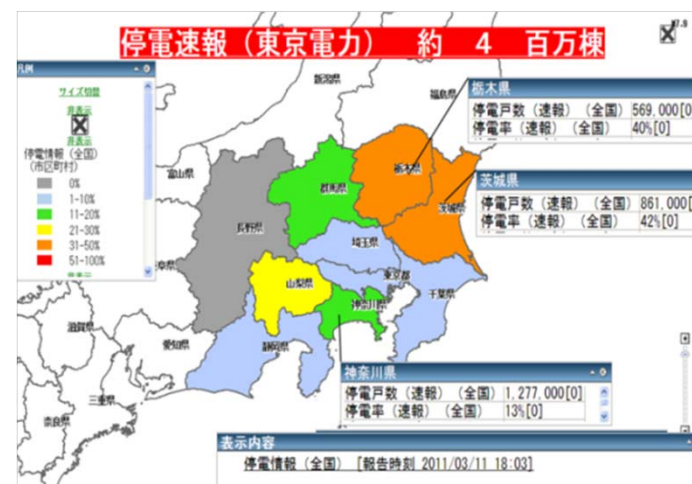 停電速報（東京電力）　約　４　百万棟
17.9
凡例
サイズ切替
非表示
非表示
停電情報（全国）
（市区町村）
0%
1-10%
11-20%
21-30%
31-50%
51-100%
非表示
新潟県
福島県
富山県
群馬県
栃木県
茨城県
長野県
埼玉県
東京都
千葉県
山梨県
神奈川県
静岡県
阜県
愛知県
滋賀県
三重県
奈良県
栃木県
停電戸数（速報）（全国） 569,000[0
停電率（速報）（全国） 40%[0]
茨城県
停電戸数（速報）（全国） 861,000[
停電率（速報）（全国） 42%[0]
神奈川県
停電戸数（速報）（全国） 1,277,000[0]
停電率（速報）（全国） 13%[0]
表示内容
停電情報（全国） [報告時刻 2011/03/11 18:03]